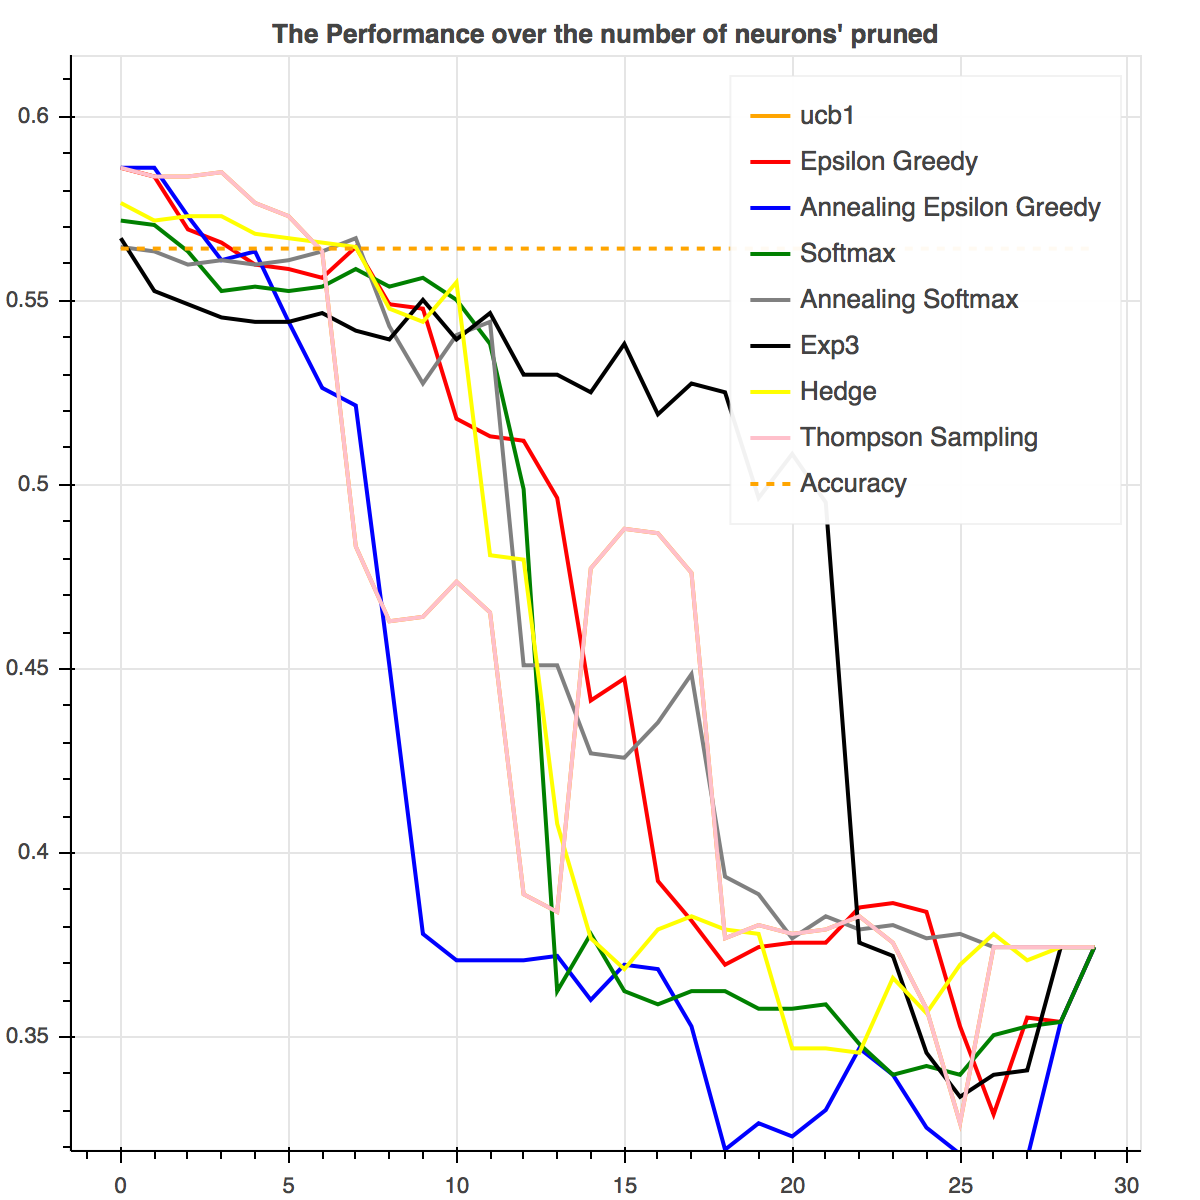 The Performance over the number of neurons' pruned
0.6
0.55
0.5
0.45
0.4
0.35
ucb1
Epsilon Greedy
Annealing Epsilon Greedy
Softmax
Annealing Softmax
Exp3
Hedge
Thompson Sampling
Accuracy
0 5 10 15 20 25 30